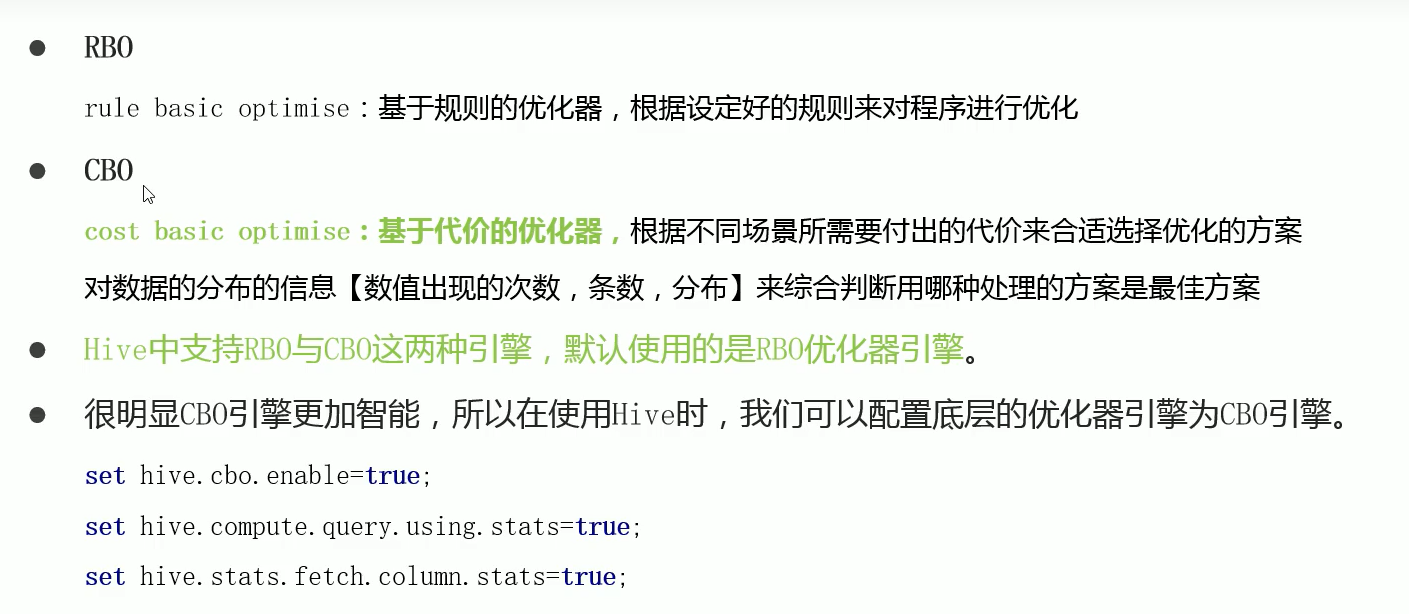 ● RBO
rule basic optimise：基于规则的优化器，根据设定好的规则来对程序进行优化
● CBO
cost basic optimise：基于代价的优化器，根据不同场景所需要付出的代价来合适选择优化的方案
对数据的分布的信息【数值出现的次数，条数，分布】来综合判断用哪种处理的方案是最佳方案
● Hive中支持RBO与CBO这两种引擎，默认使用的是RBO优化器引擎。
● 很明显CBO引擎更加智能，所以在使用Hive时，我们可以配置底层的优化器引擎为CBO引擎。
set hive.cbo.enable=true;
set hive.compute.query.using.stats=true;
set hive.stats.fetch.column.stats=true;